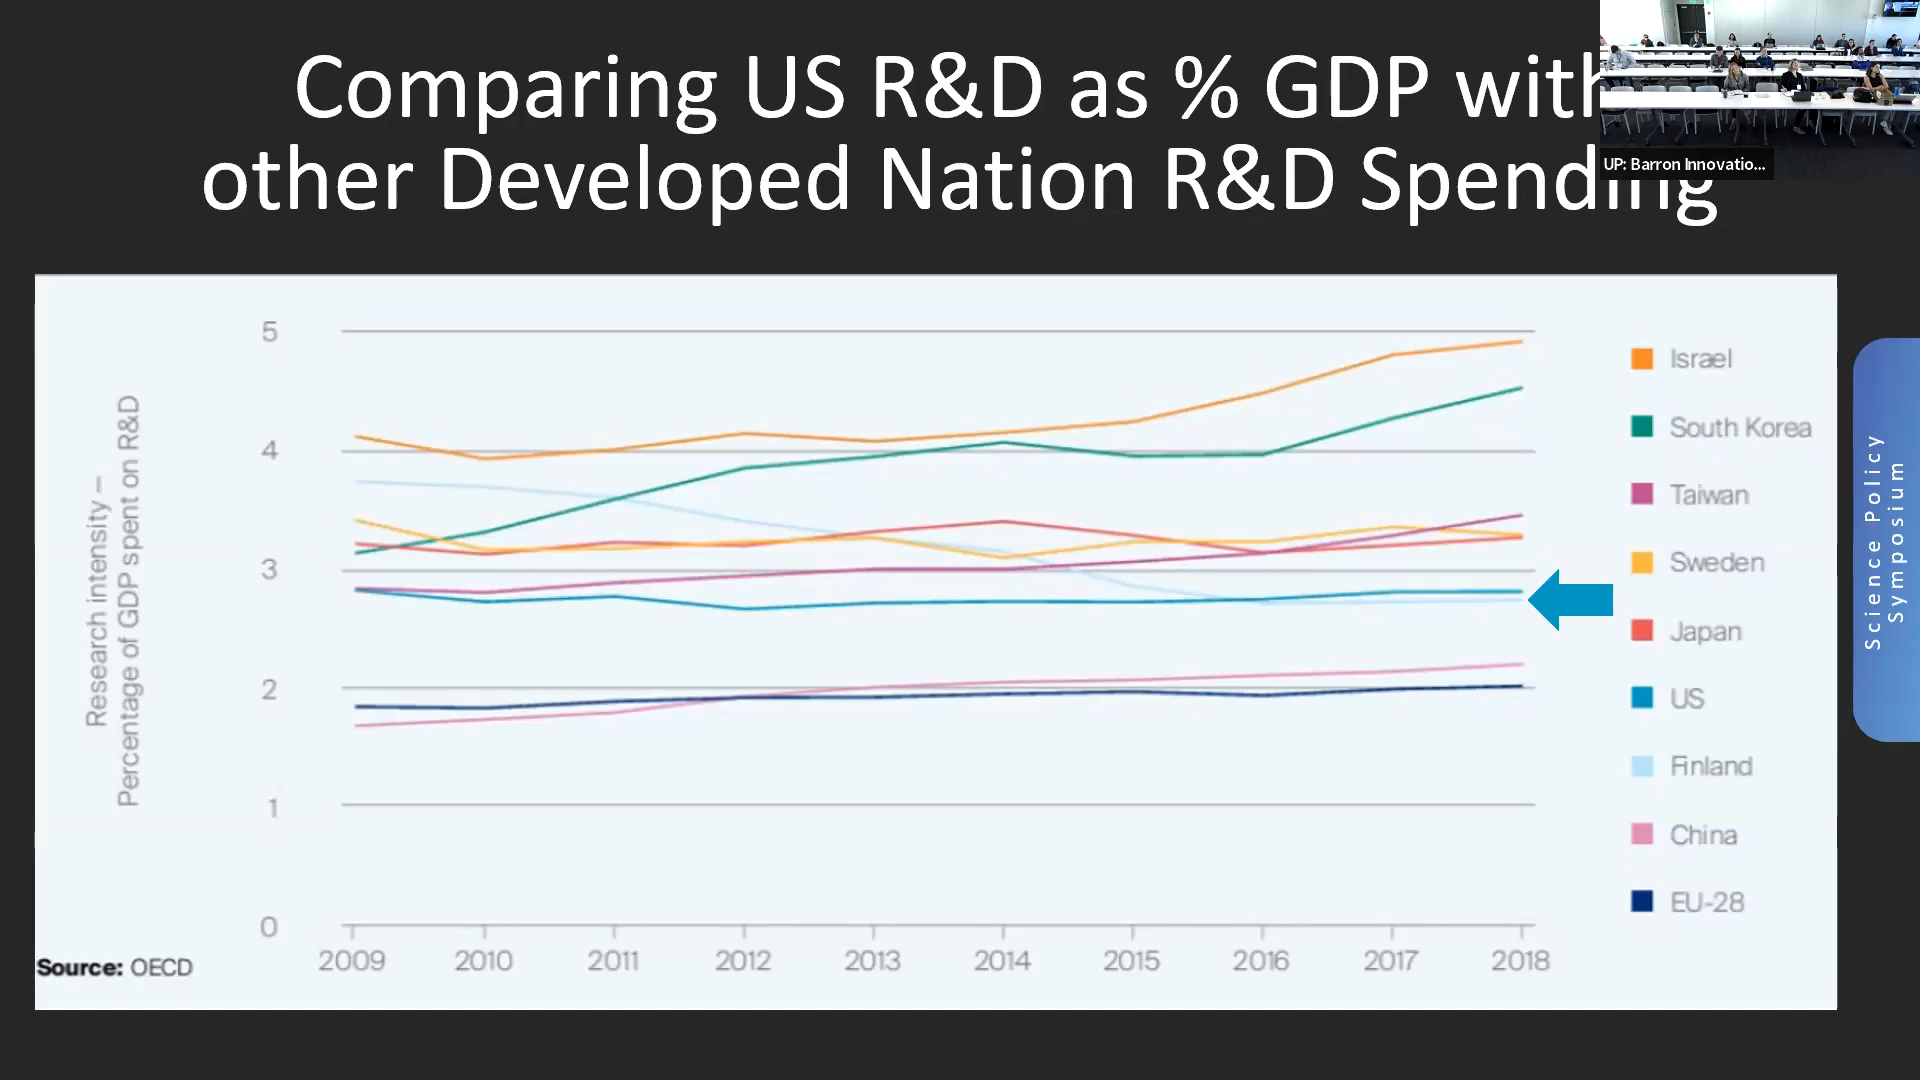 Comparing US R&D as % GDP with
other Developed Nation R&D Spending
UP: Barron Innovatio...
Research intensity –
Percentage of GDP spent on R&D
5
4
3
2
1
0
2009 2010 2011 2012 2013 2014 2015 2016 2017 2018
Israel
South Korea
Taiwan
Sweden
Japan
US
Finland
China
EU-28
Source: OECD
Science Policy
Symposium